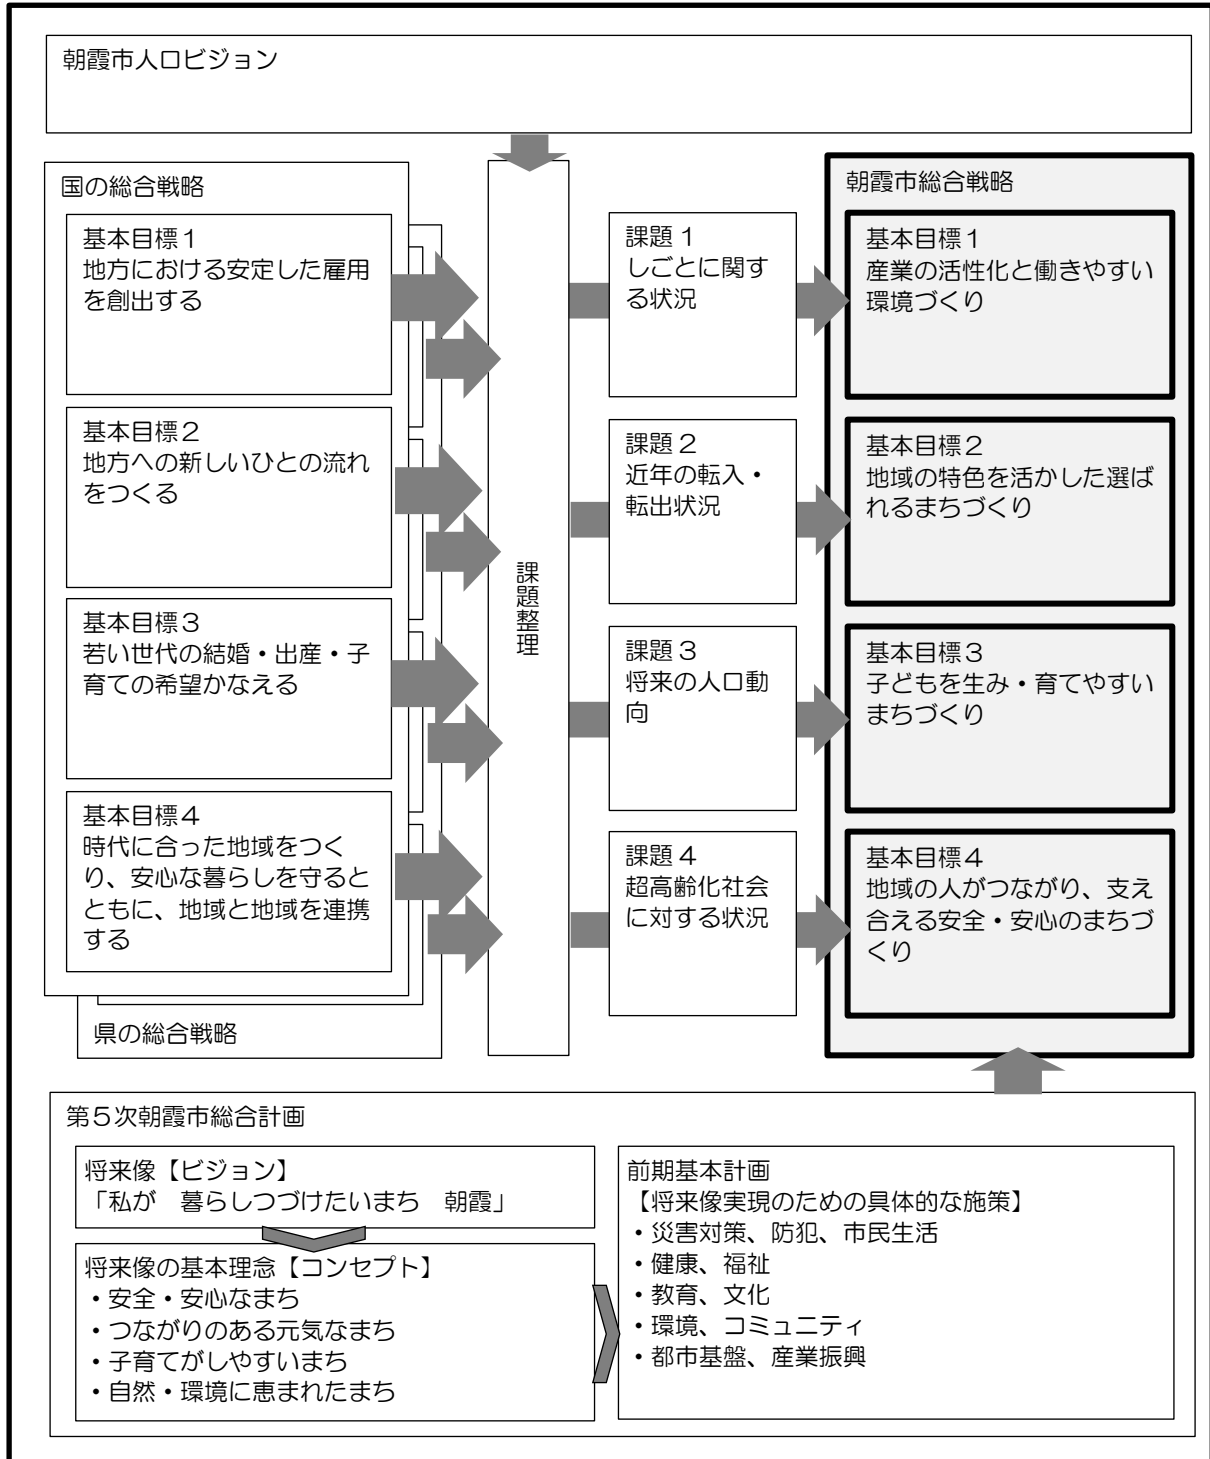 朝霞市人口ビジョン
国の総合戦略
基本目標1
地方における安定した雇用
を創出する
基本目標2
地方への新しいひとの流れ
をつくる
基本目標3
若い世代の結婚・出産・子
育ての希望かなえる
基本目標4
時代に合った地域をつく
り、安心な暮らしを守ると
ともに、地域と地域を連携
する
県の総合戦略
課題整理
課題1
しごとに関す
る状況
課題2
近年の転入・
転出状況
課題3
将来の人口動
向
課題4
超高齢化社会
に対する状況
朝霞市総合戦略
基本目標1
産業の活性化と働きやすい
環境づくり
基本目標2
地域の特色を活かした選ば
れるまちづくり
基本目標3
子どもを生み・育てやすい
まちづくり
基本目標4
地域の人がつながり、支え
合える安全・安心のまちづ
くり
第5次朝霞市総合計画
将来像【ビジョン】
「私が　暮らしつづけたいまち　朝霞」
将来像の基本理念【コンセプト】
・安全・安心なまち
・つながりのある元気なまち
・子育てがしやすいまち
・自然・環境に恵まれたまち
前期基本計画
【将来像実現のための具体的な施策】
・災害対策、防犯、市民生活
・健康、福祉
・教育、文化
・環境、コミュニティ
・都市基盤、産業振興